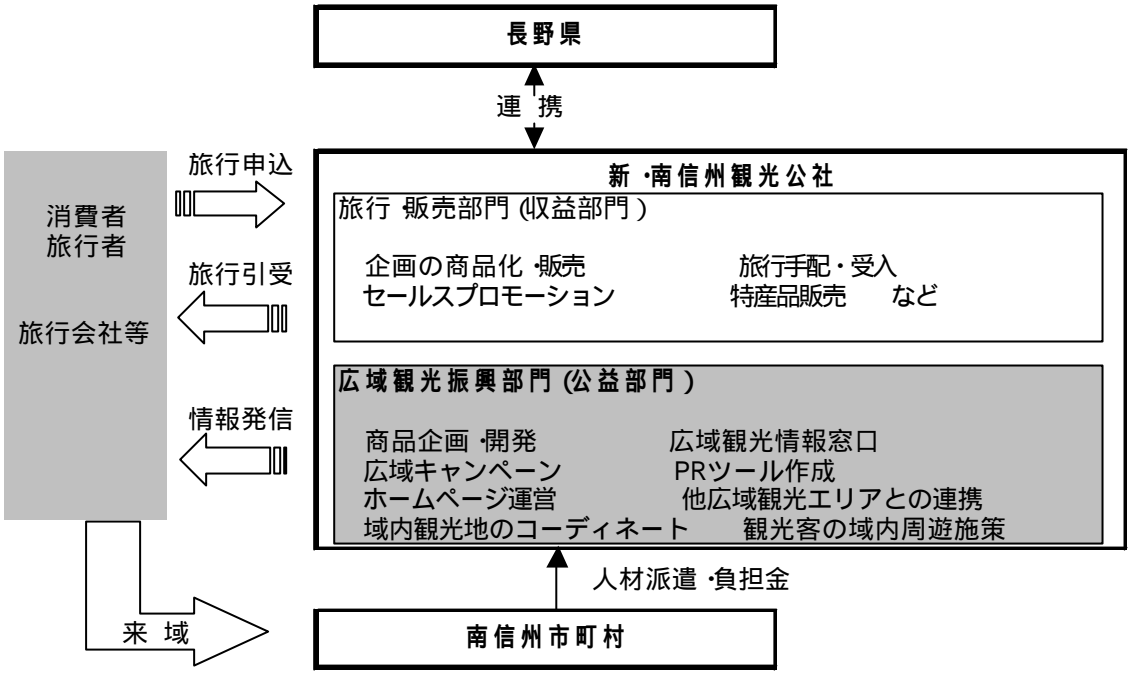 長野県
連携
新・南信州観光公社
旅行・販売部門(収益部門)
企画の商品化・販売 旅行手配・受入
セールスプロモーション 特産品販売 など
広域観光振興部門(公益部門)
商品企画・開発 広域観光情報窓口
広域キャンペーン PRツール作成
ホームページ運営 他広域観光エリアとの連携
域内観光地のコーディネート 観光客の域内周遊施策
旅行申込
消費者
旅行者
旅行引受
旅行会社等
情報発信
人材派遣・負担金
来域
南信州市町村